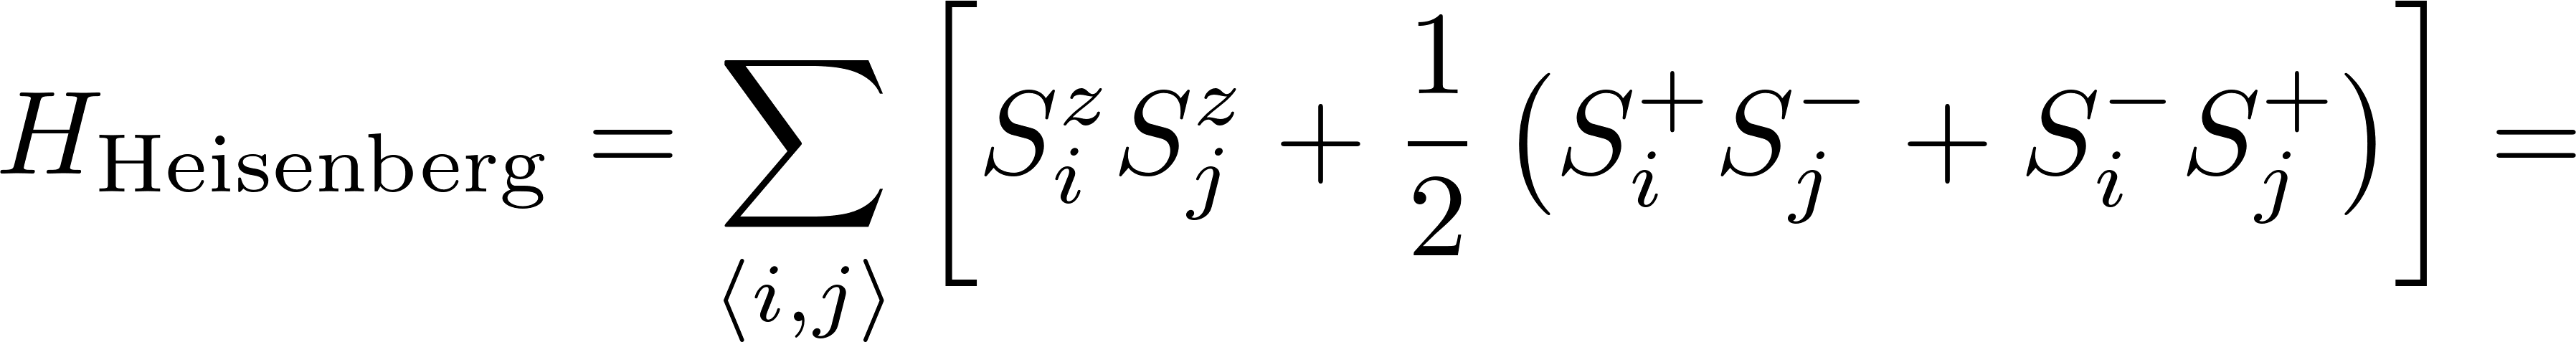 $H_{\text{Heisenberg}} = \sum_{\langle i,j \rangle} \left[ S_i^z S_j^z + \frac{1}{2} \left( S_i^+ S_j^- + S_i^- S_j^+ \right) \right] =$